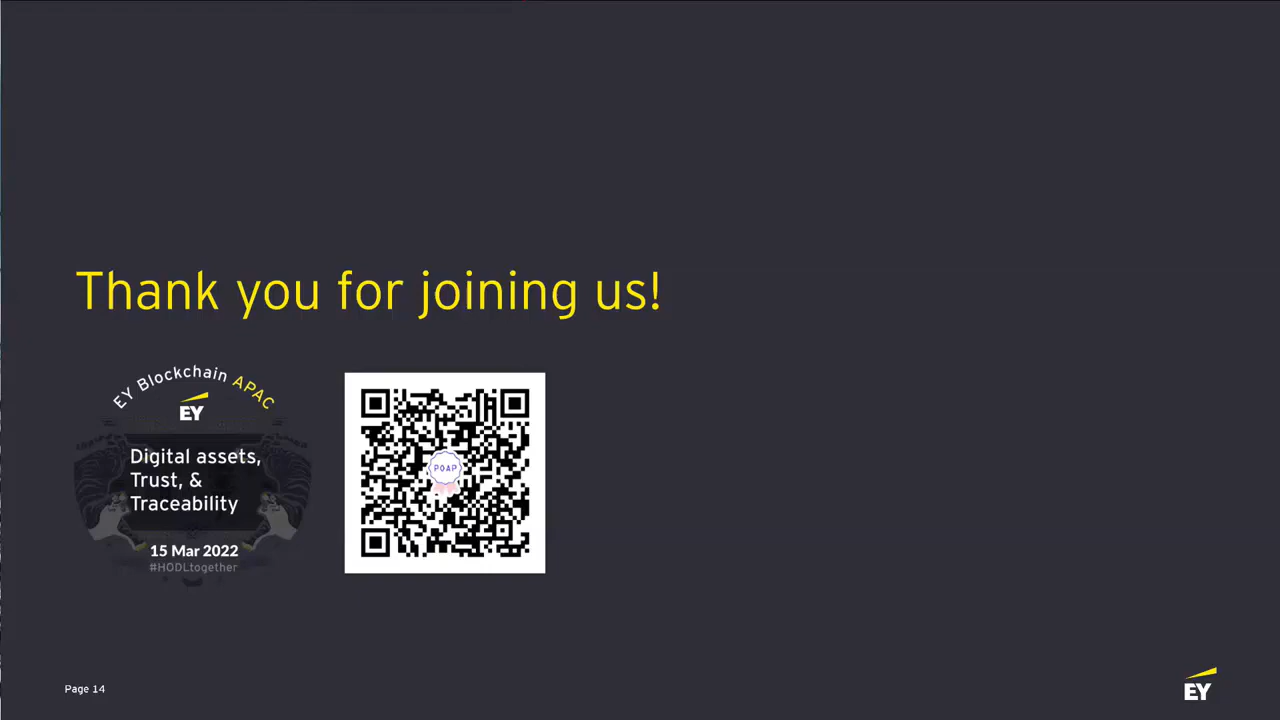 Thank you for joining us!
EY Blockchain APAC
EY
Digital assets,
Trust, &
Traceability
15 Mar 2022
#HODLtogether
POAP
Page 14
EY